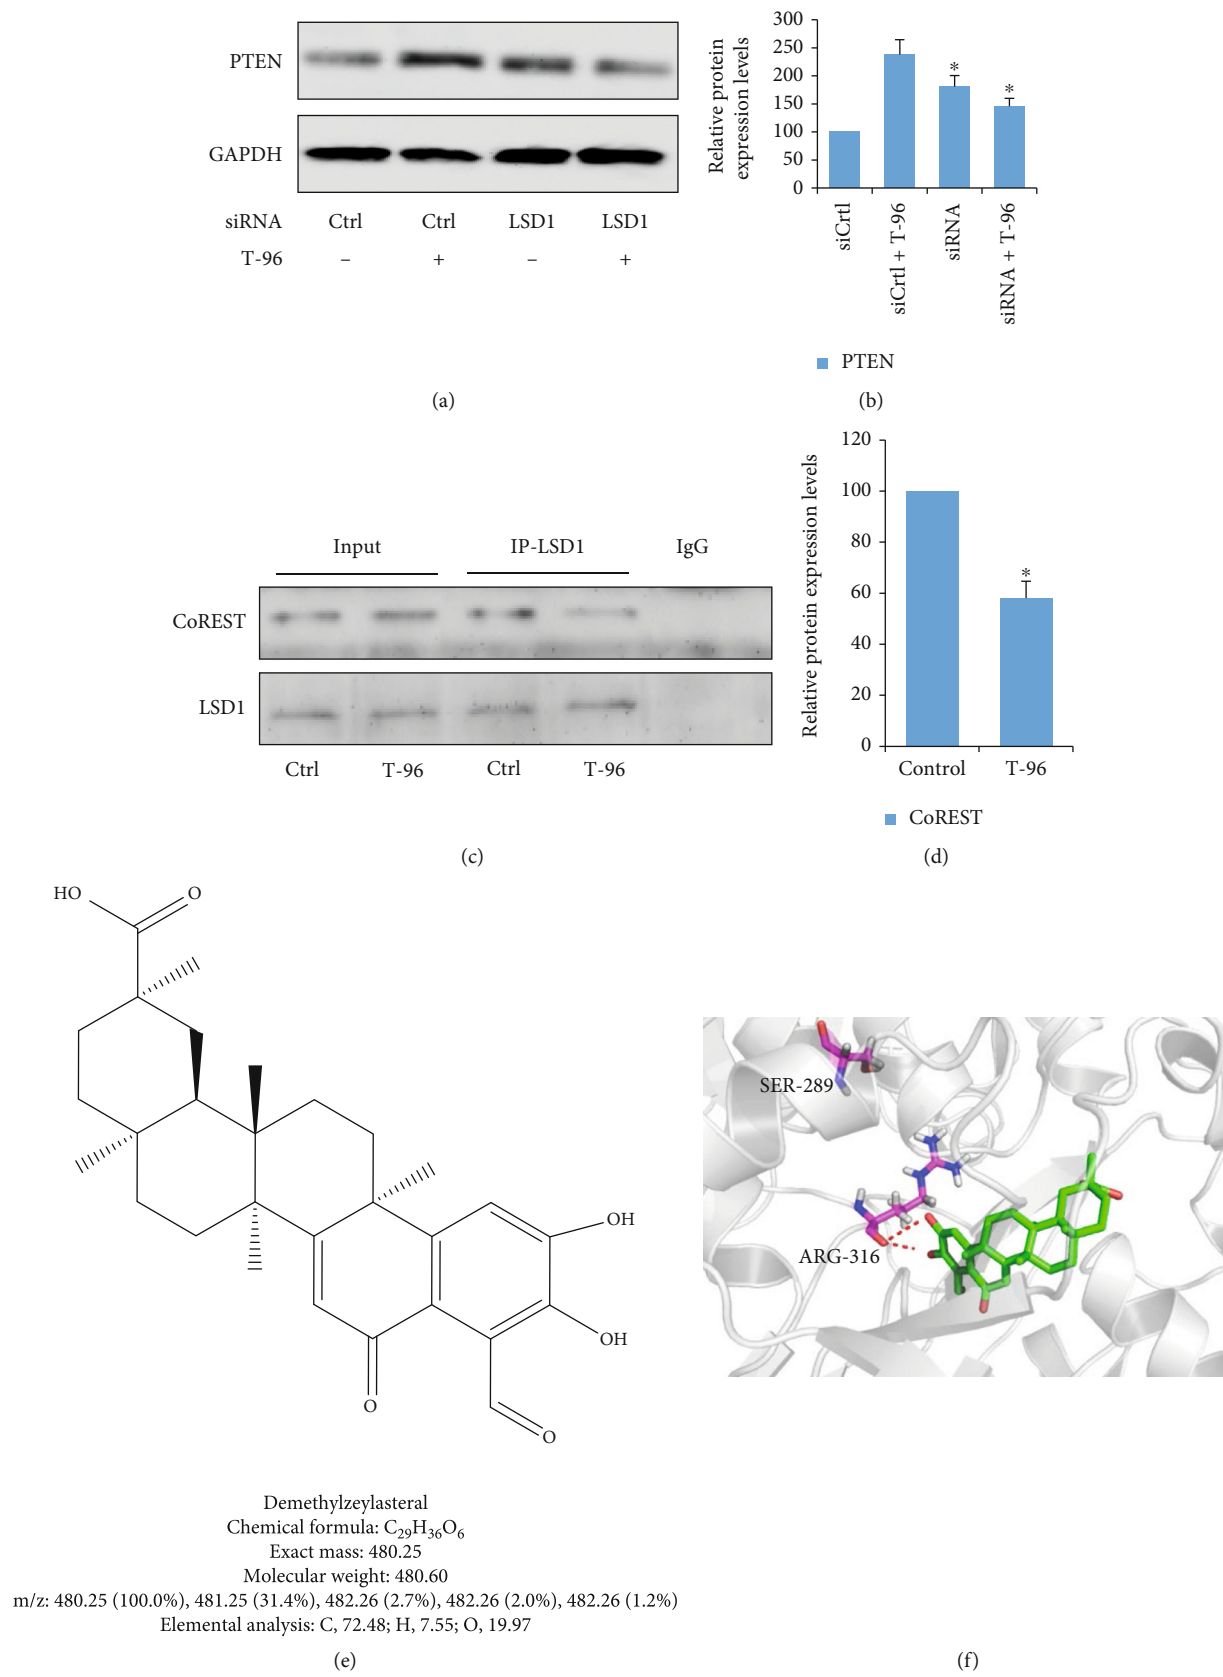 PTEN
GAPDH
siRNA Ctrl Ctrl LSD1 LSD1
T-96 – + – +
(a)
Relative protein
expression levels
300
250
200
150
100
50
0
* *
siCrtl
siCrtl + T-96
siRNA
siRNA + T-96
PTEN
(b)
Input IP-LSD1 IgG
CoREST
LSD1
Ctrl T-96 Ctrl T-96
(c)
Relative protein expression levels
120
100
80
60
40
20
0
*
Control T-96
CoREST
(d)
HO O
OH
OH
O
O
Demethylzeylasteral
Chemical formula: C₂₉H₃₆O₆
Exact mass: 480.25
Molecular weight: 480.60
m/z: 480.25 (100.0%), 481.25 (31.4%), 482.26 (2.7%), 482.26 (2.0%), 482.26 (1.2%)
Elemental analysis: C, 72.48; H, 7.55; O, 19.97
(e)
SER-289
ARG-316
(f)